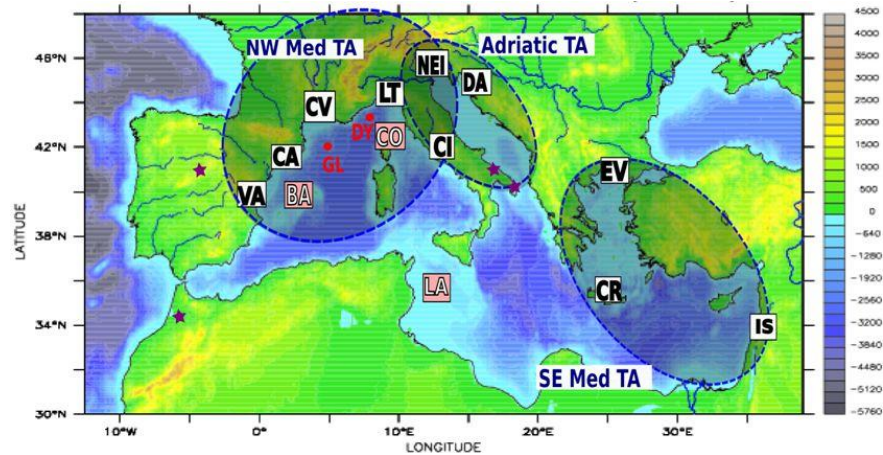 NW Med TA
Adriatic TA
NEI
DA
LT
CV
DY
CO
CI
GL
CA
VA
BA
EV
LA
CR
IS
SE Med TA
46°N
42°N
38°N
34°N
30°N
LATITUDE
10°W
0°
10°E
20°E
30°E
LONGITUDE
4500
4000
3500
3000
2500
2000
1500
1000
500
0
-640
-1280
-1920
-2560
-3200
-3840
-4480
-5120
-5760